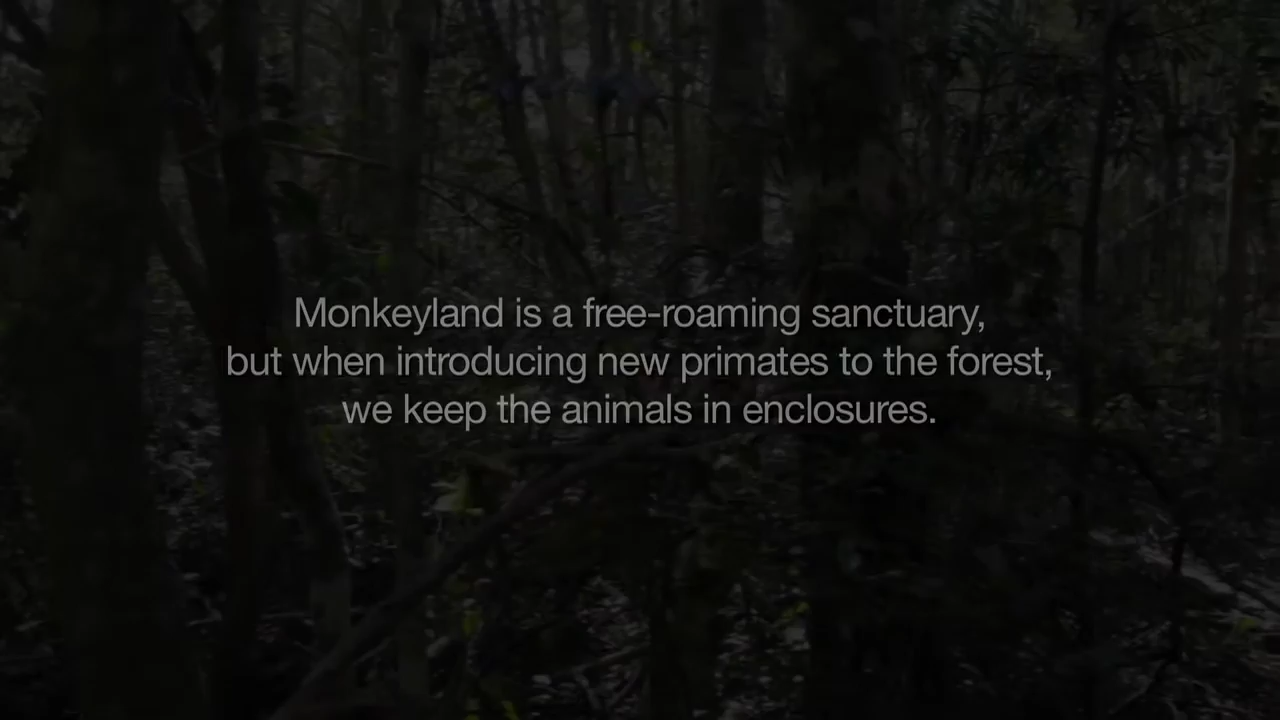 Monkeyland is a free-roaming sanctuary,
but when introducing new primates to the forest,
we keep the animals in enclosures.